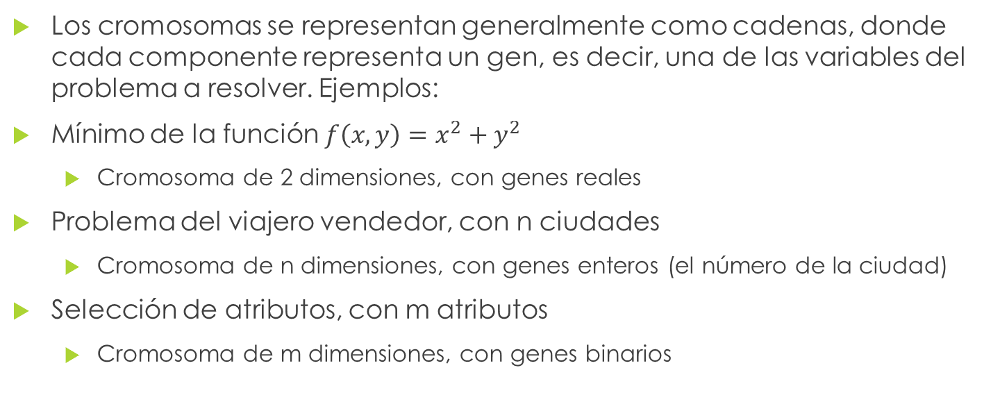 Los cromosomas se representan generalmente como cadenas, donde
cada componente representa un gen, es decir, una de las variables del
problema a resolver. Ejemplos:
Mínimo de la función f(x, y) = x² + y²
Cromosoma de 2 dimensiones, con genes reales
Problema del viajero vendedor, con n ciudades
Cromosoma de n dimensiones, con genes enteros (el número de la ciudad)
Selección de atributos, con m atributos
Cromosoma de m dimensiones, con genes binarios